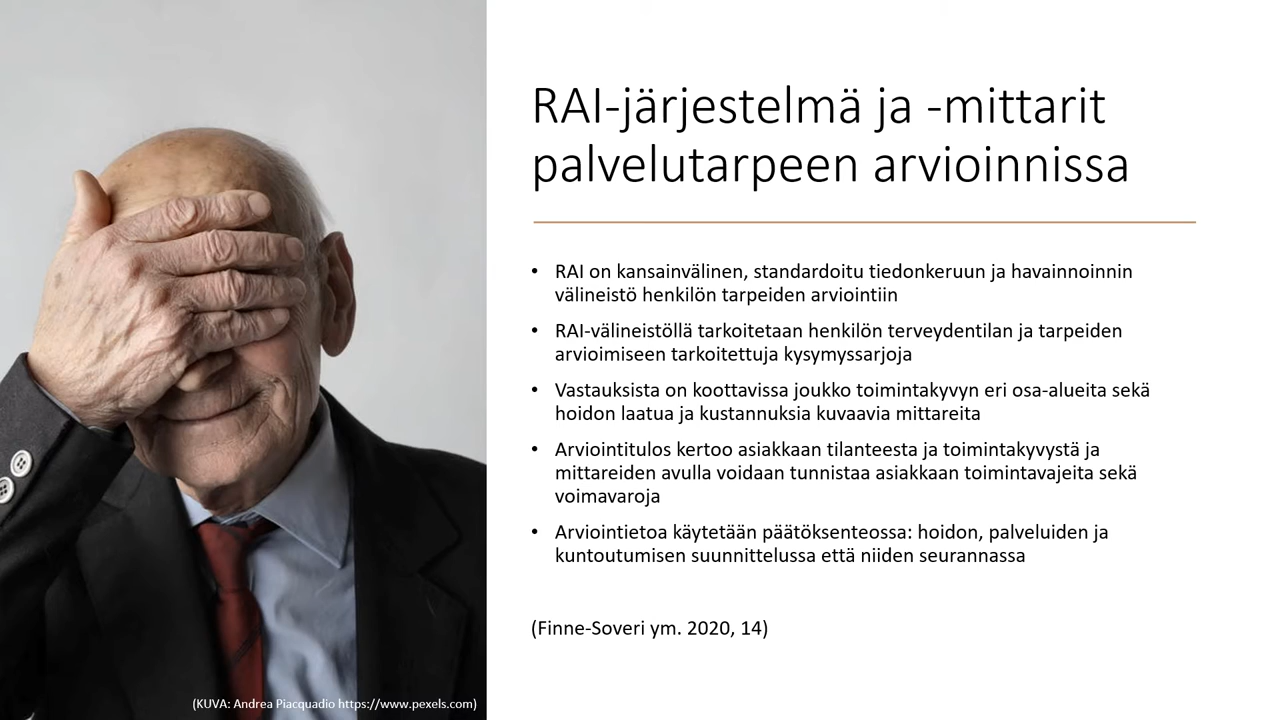 RAI-järjestelmä ja -mittarit
palvelutarpeen arvioinnissa
• RAI on kansainvälinen, standardoitu tiedonkeruun ja havainnoinnin
välineistö henkilön tarpeiden arviointiin
• RAI-välineistöllä tarkoitetaan henkilön terveydentilan ja tarpeiden
arvioimiseen tarkoitettuja kysymyssarjoja
• Vastauksista on koottavissa joukko toimintakyvyn eri osa-alueita sekä
hoidon laatua ja kustannuksia kuvaavia mittareita
• Arviointitulos kertoo asiakkaan tilanteesta ja toimintakyvystä ja
mittareiden avulla voidaan tunnistaa asiakkaan toimintavajeita sekä
voimavaroja
• Arviointietoa käytetään päätöksenteossa: hoidon, palveluiden ja
kuntoutumisen suunnittelussa että niiden seurannassa
(Finne-Soveri ym. 2020, 14)
(KUVA: Andrea Piacquadio https://www.pexels.com)